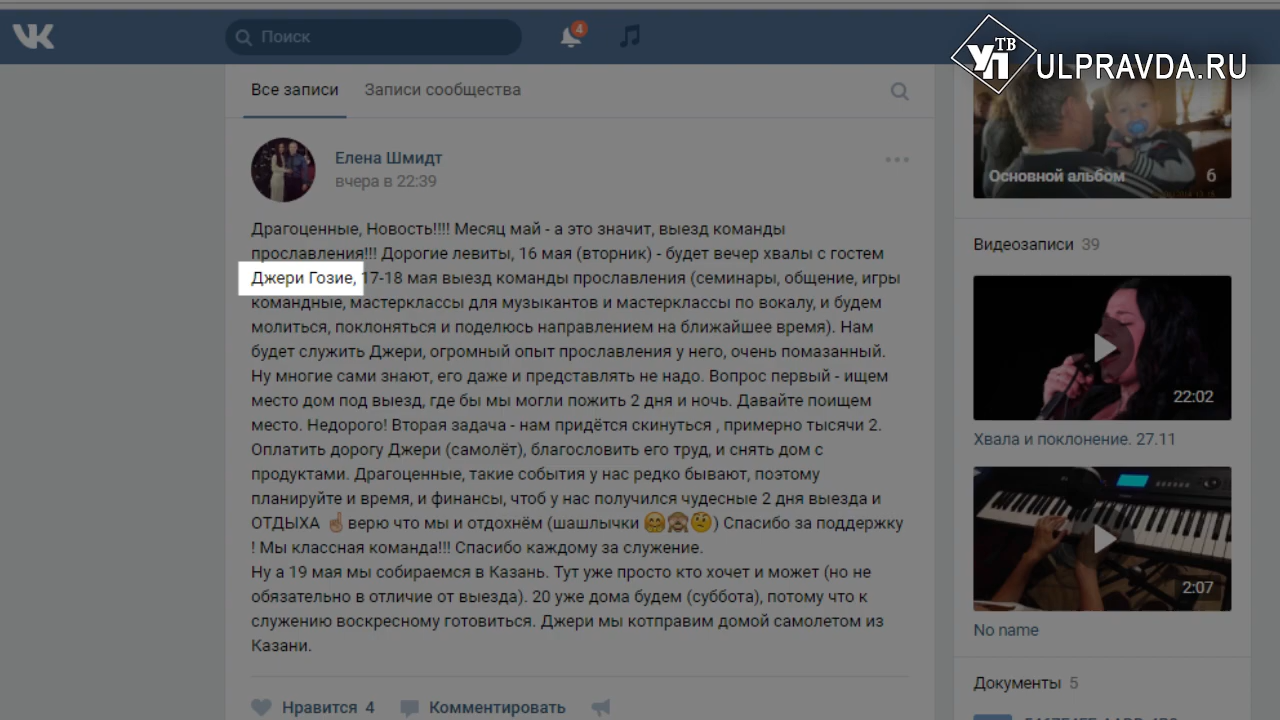 Поиск
4
УП ТВ
ULPRAVDA.RU
Все записи
Записи сообщества
Елена Шмидт
вчера в 22:39
Драгоценные, Новость!!!! Месяц май - а это значит, выезд команды
прославления!!! Дорогие левиты, 16 мая (вторник) - будет вечер хвалы с гостем
Джери Гозие, 17-18 мая выезд команды прославления (семинары, общение, игры
командные, мастерклассы для музыкантов и мастерклассы по вокалу, и будем
молиться, поклоняться и поделюсь направлением на ближайшее время). Нам
будет служить Джери, огромный опыт прославления у него, очень помазанный.
Ну многие сами знают, его даже и представлять не надо. Вопрос первый - ищем
место дом под выезд, где бы мы могли пожить 2 дня и ночь. Давайте поищем
место. Недорого! Вторая задача - нам придётся скинуться , примерно тысячи 2.
Оплатить дорогу Джери (самолёт), благословить его труд, и снять дом с
продуктами. Драгоценные, такие события у нас редко бывают, поэтому
планируйте и время, и финансы, чтоб у нас получился чудесные 2 дня выезда и
ОТДЫХА ☝верю что мы и отдохнём (шашлычки 🤗🙈🤔) Спасибо за поддержку
! Мы классная команда!!! Спасибо каждому за служение.
Ну а 19 мая мы собираемся в Казань. Тут уже просто кто хочет и может (но не
обязательно в отличие от выезда). 20 уже дома будем (суббота), потому что к
служению воскресному готовиться. Джери мы котправим домой самолетом из
Казани.
Нравится 4
Комментировать
Основной альбом 6
Видеозаписи 39
22:02
Хвала и поклонение. 27.11
2:07
No name
Документы 5